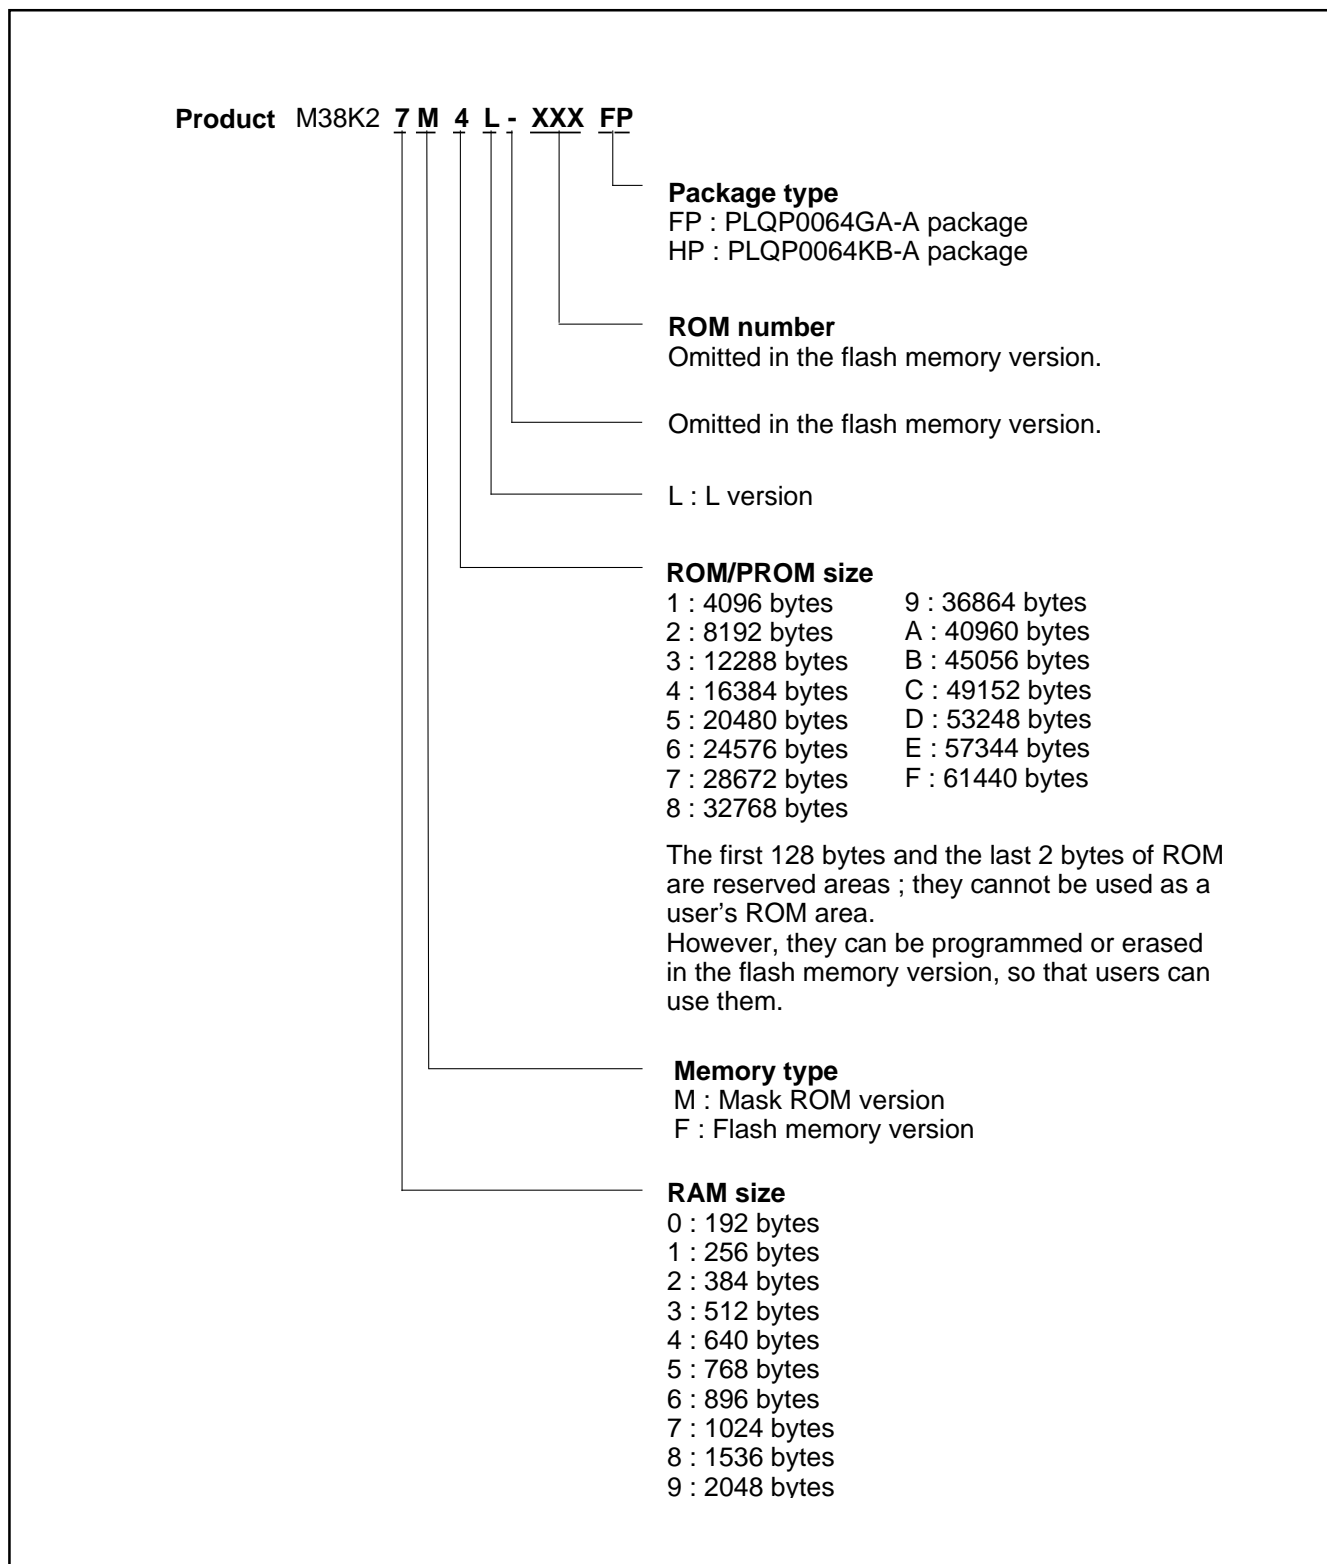 Product M38K2 7 M 4 L - XXX FP
Package type
FP : PLQP0064GA-A package
HP : PLQP0064KB-A package
ROM number
Omitted in the flash memory version.
Omitted in the flash memory version.
L : L version
ROM/PROM size
1 : 4096 bytes
2 : 8192 bytes
3 : 12288 bytes
4 : 16384 bytes
5 : 20480 bytes
6 : 24576 bytes
7 : 28672 bytes
8 : 32768 bytes
9 : 36864 bytes
A : 40960 bytes
B : 45056 bytes
C : 49152 bytes
D : 53248 bytes
E : 57344 bytes
F : 61440 bytes
The first 128 bytes and the last 2 bytes of ROM
are reserved areas ; they cannot be used as a
user’s ROM area.
However, they can be programmed or erased
in the flash memory version, so that users can
use them.
Memory type
M : Mask ROM version
F : Flash memory version
RAM size
0 : 192 bytes
1 : 256 bytes
2 : 384 bytes
3 : 512 bytes
4 : 640 bytes
5 : 768 bytes
6 : 896 bytes
7 : 1024 bytes
8 : 1536 bytes
9 : 2048 bytes